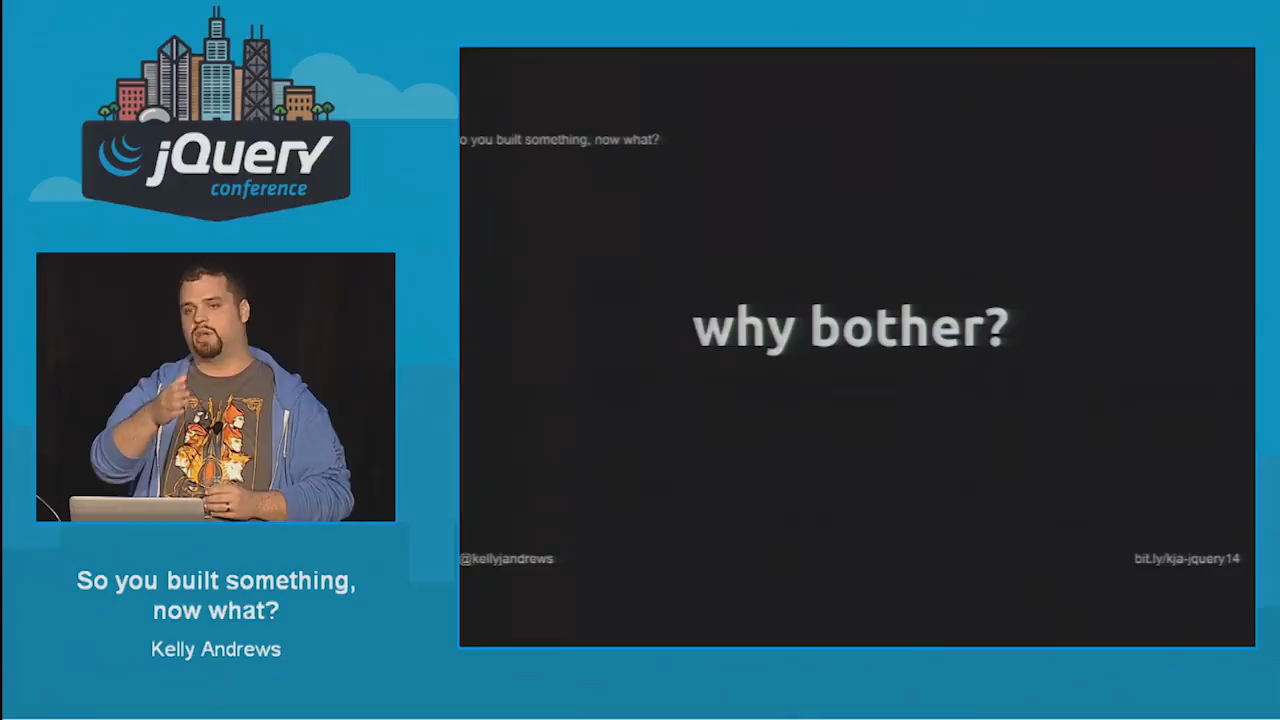 jQuery
conference
So you built something,
now what?
Kelly Andrews
o you built something, now what?
why bother?
@kellyjandrews
bit.ly/kja-jquery14